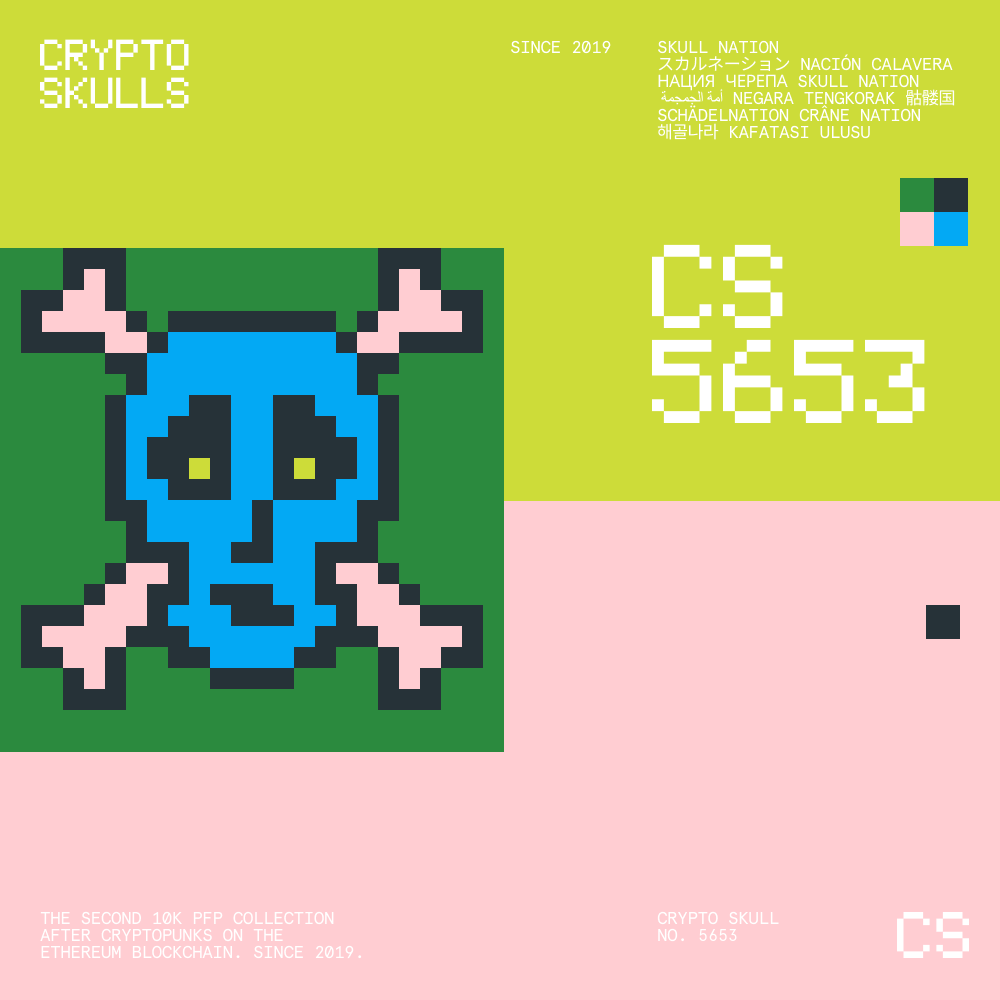 CRYPTO
SKULLS
SINCE 2019
SKULL NATION
スカルネーション NACIÓN CALAVERA
НАЦИЯ ЧЕРЕПА SKULL NATION
أمة الجمجمة NEGARA TENGKORAK 骷髅国
SCHÄDELNATION CRÂNE NATION
해골나라 KAFATASI ULUSU
CS
5653
THE SECOND 10K PFP COLLECTION
AFTER CRYPTOPUNKS ON THE
ETHEREUM BLOCKCHAIN. SINCE 2019.
CRYPTO SKULL
NO. 5653
CS